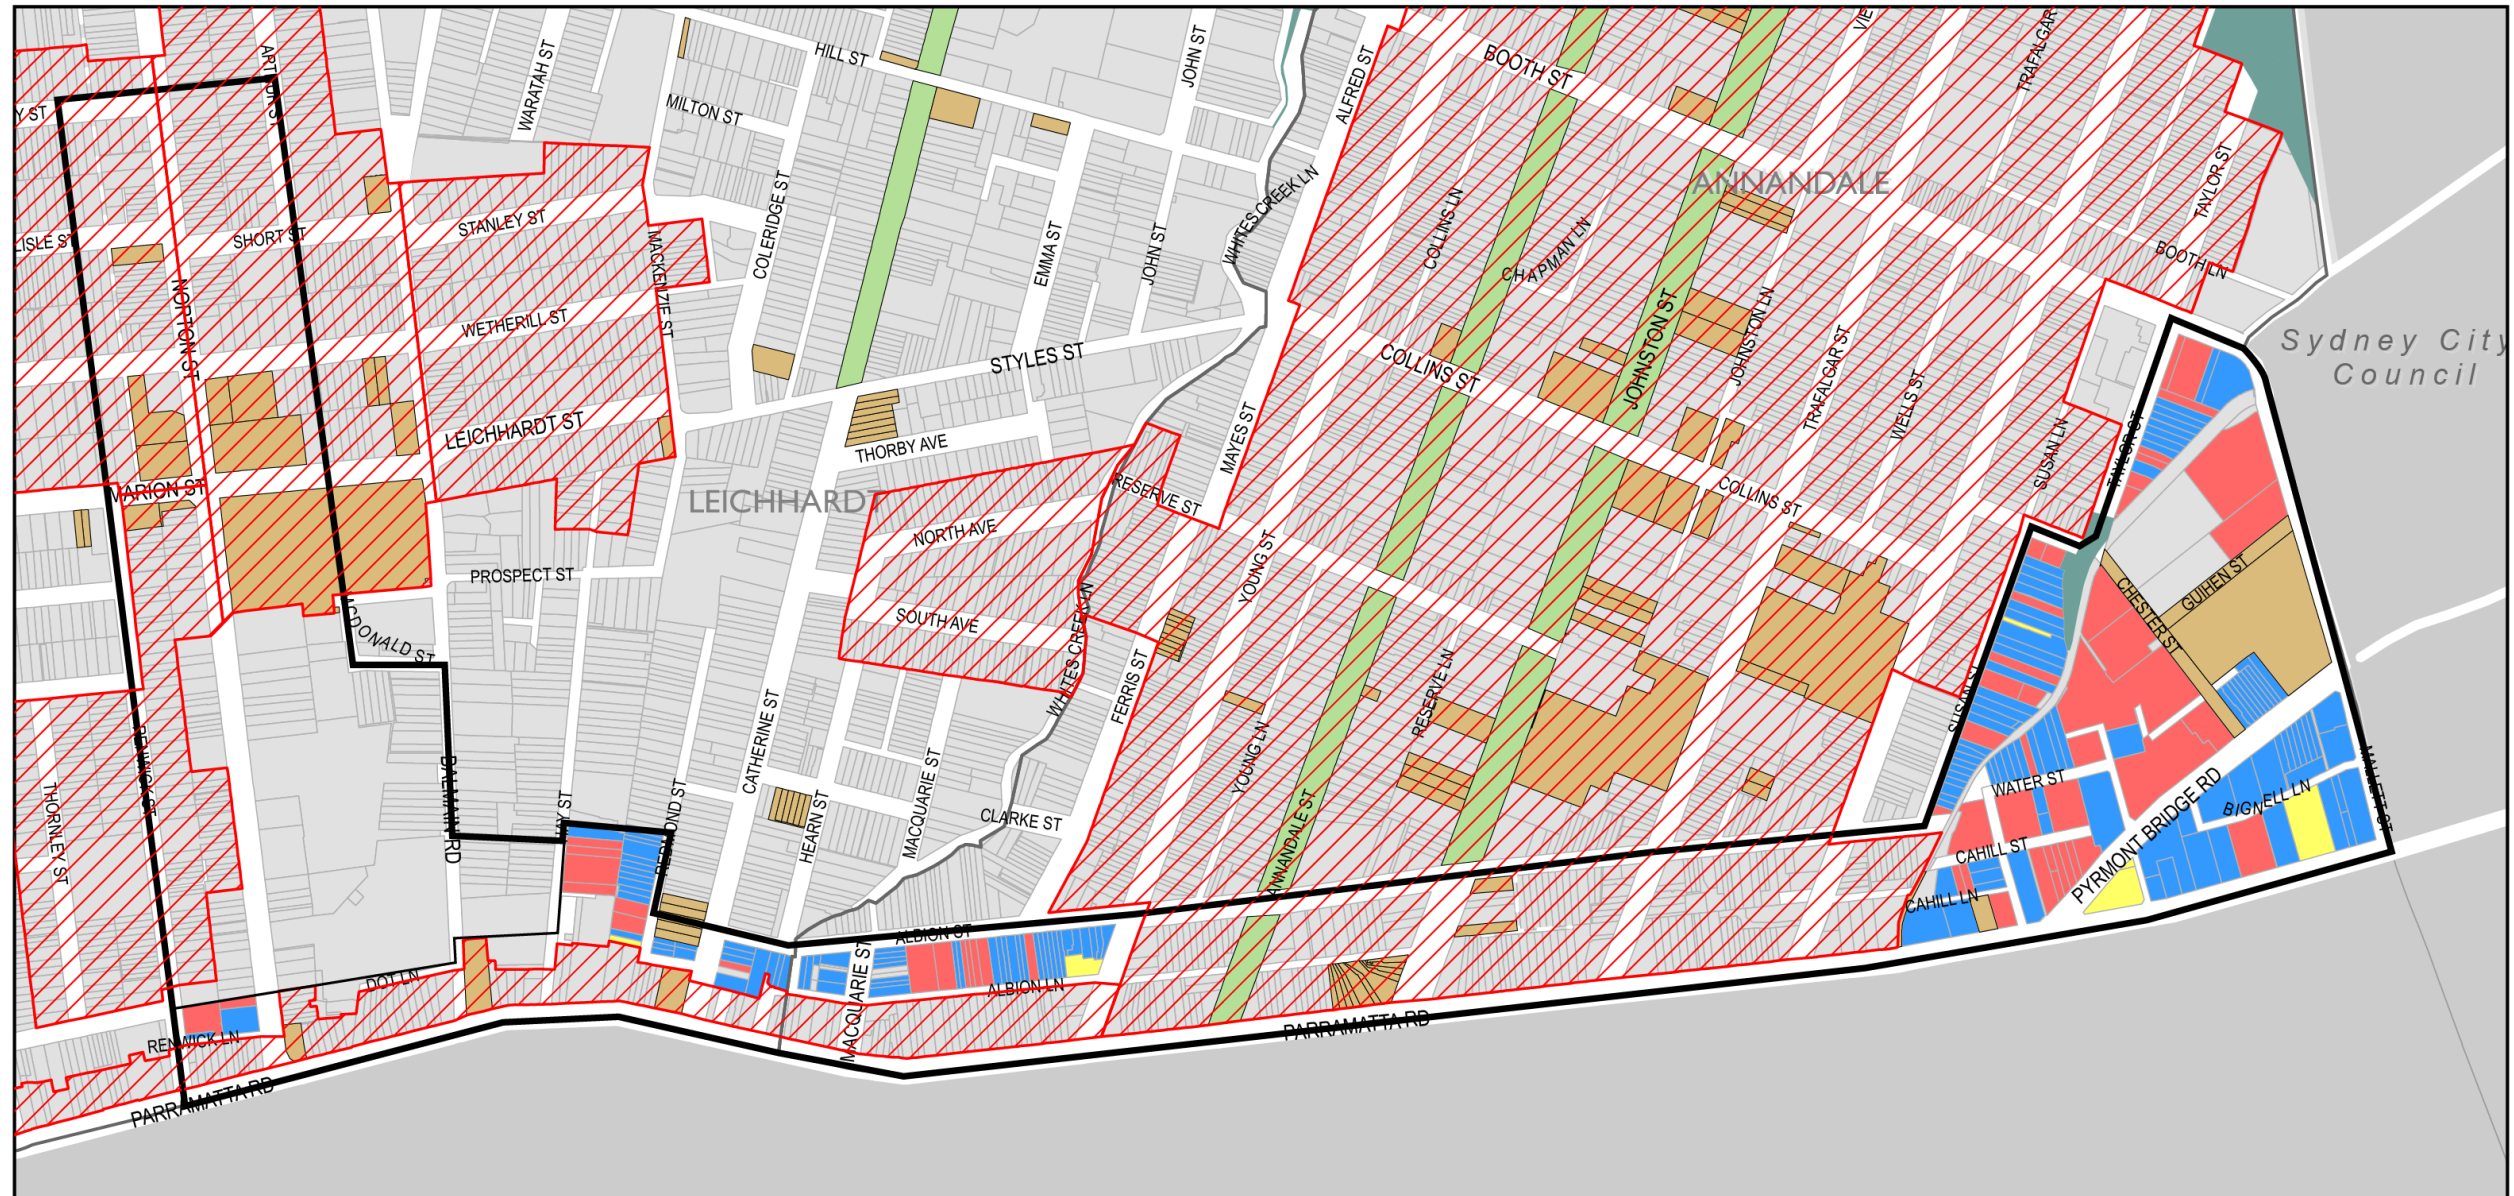 ARTHUR ST
WARATAH ST
HILL ST
JOHN ST
ALFRED ST
BOOTH ST
VIE
TRAFALGAR
Y ST
MILTON ST
COLERIDGE ST
WHITES CREEK LN
COLLINS LN
ANNANDALE
TAYLOR ST
LISLE ST
SHORT ST
STANLEY ST
MACKENZIE ST
EMMA ST
JOHN ST
CHAPMAN LN
BOOTH LN
NORTON ST
WETHERILL ST
STYLES ST
COLLINS ST
JOHNSTON ST
JOHNSTON LN
TRAFALGAR ST
WELLS ST
Sydney City
Council
LEICHHARDT ST
THORBY AVE
MAYES ST
SUSAN LN
TAYLOR ST
MARION ST
LEICHHARDT
RESERVE ST
COLLINS ST
NORTH AVE
PROSPECT ST
YOUNG ST
CHESTER ST
GUIHEN ST
MCDONALD ST
SOUTH AVE
WHITES CREEK LN
FERRIS ST
RESERVE LN
SUSAN ST
THORNLEY ST
RENWICK ST
BALMAIN RD
HAY ST
REDMOND ST
CATHERINE ST
HEARN ST
MACQUARIE ST
CLARKE ST
YOUNG LN
ANNANDALE ST
WATER ST
PYRMONT BRIDGE RD
BIGNELL LN
MALLETT ST
CAHILL ST
CAHILL LN
ALBION ST
MACQUARIE ST
ALBION LN
DOT LN
RENWICK LN
PARRAMATTA RD
PARRAMATTA RD